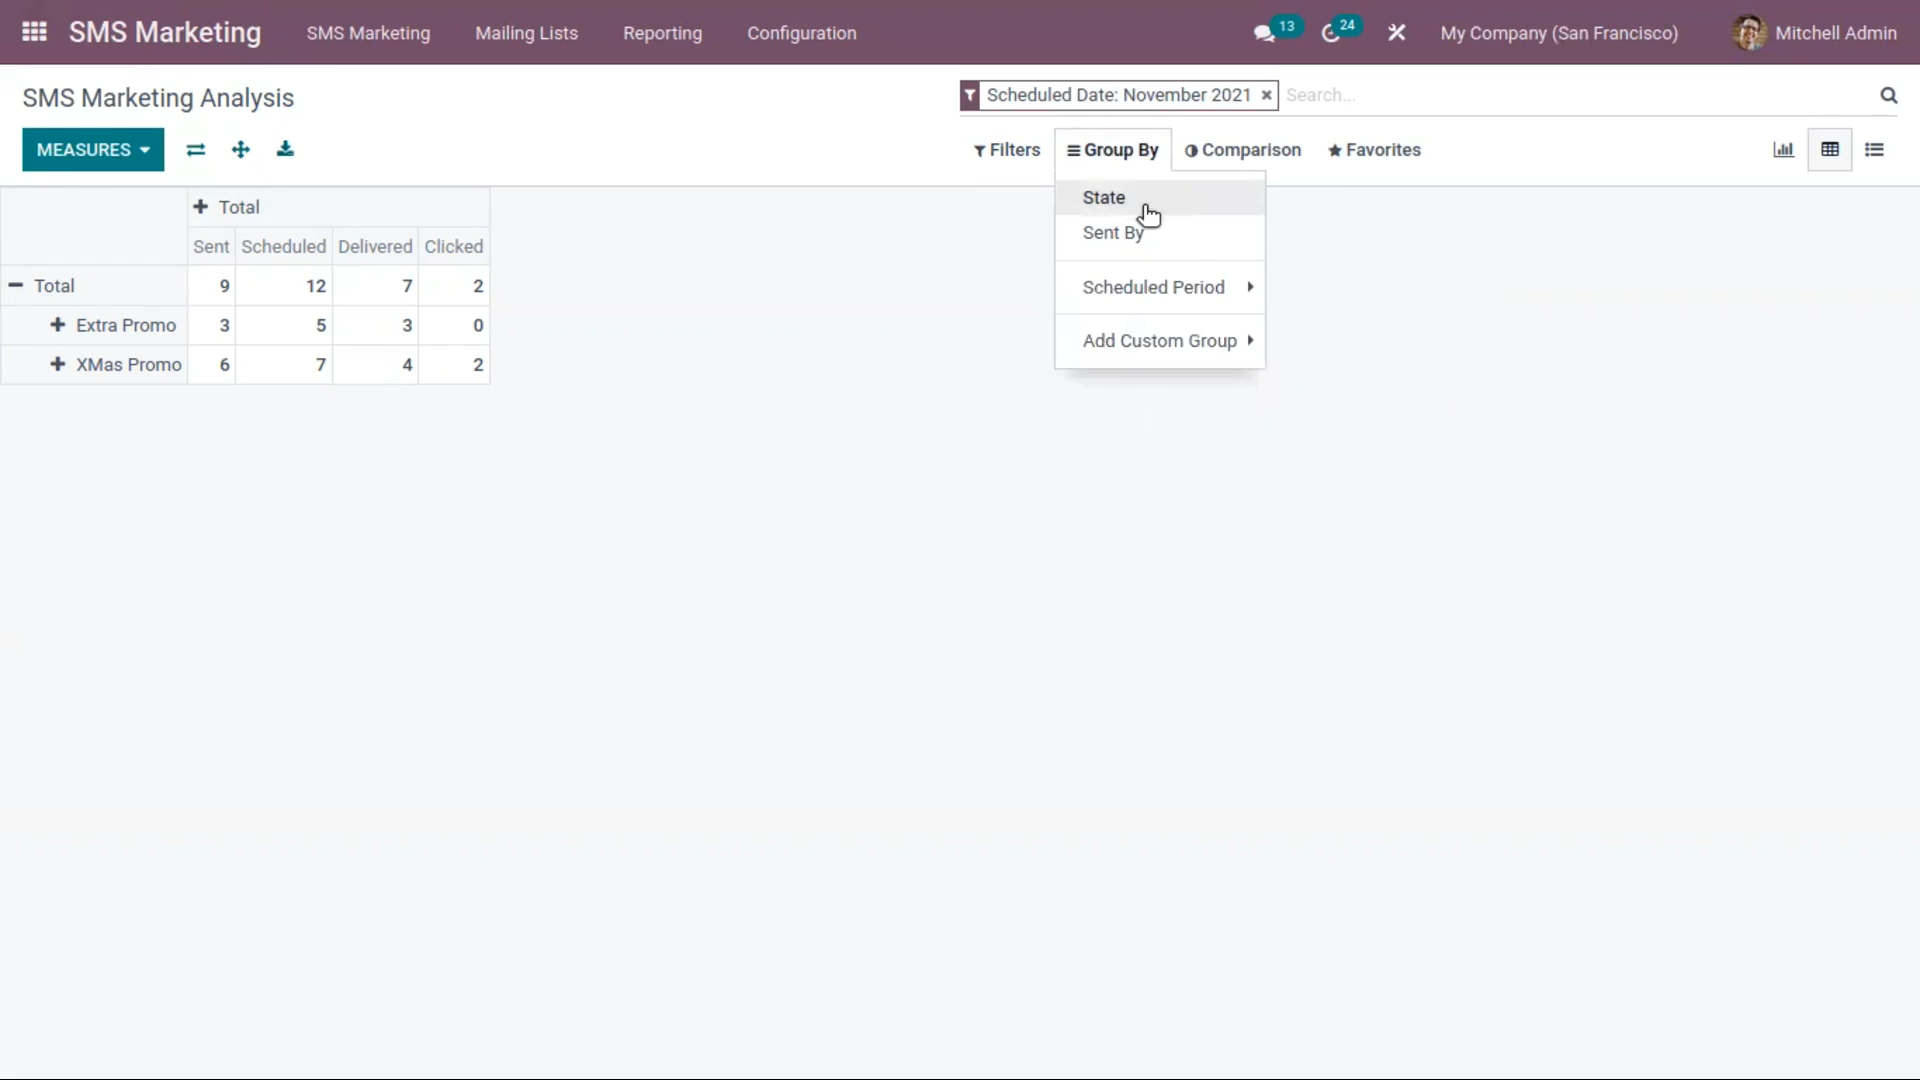 SMS Marketing SMS Marketing Mailing Lists Reporting Configuration 13 24 My Company (San Francisco) Mitchell Admin
SMS Marketing Analysis Scheduled Date: November 2021 × Search...
MEASURES Filters Group By Comparison Favorites
Total
Sent Scheduled Delivered Clicked
Total 9 12 7 2
Extra Promo 3 5 3 0
XMas Promo 6 7 4 2
State
Sent By
Scheduled Period
Add Custom Group